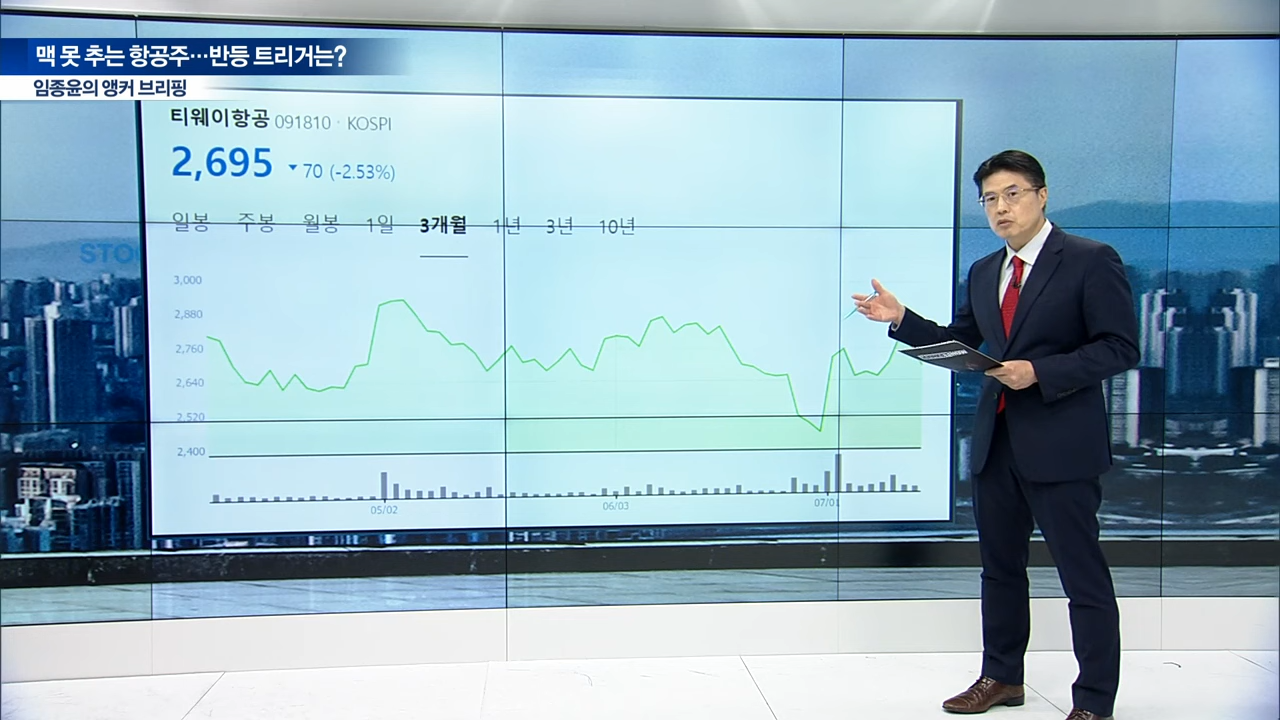 맥 못 추는 항공주…반등 트리거는?
임종윤의 앵커 브리핑
티웨이항공 091810 · KOSPI
2,695 ▼70 (-2.53%)
일봉 주봉 월봉 1일 3개월 1년 3년 10년
STO
3,000
2,880
2,760
2,640
2,520
2,400
05/02 06/03 07/01